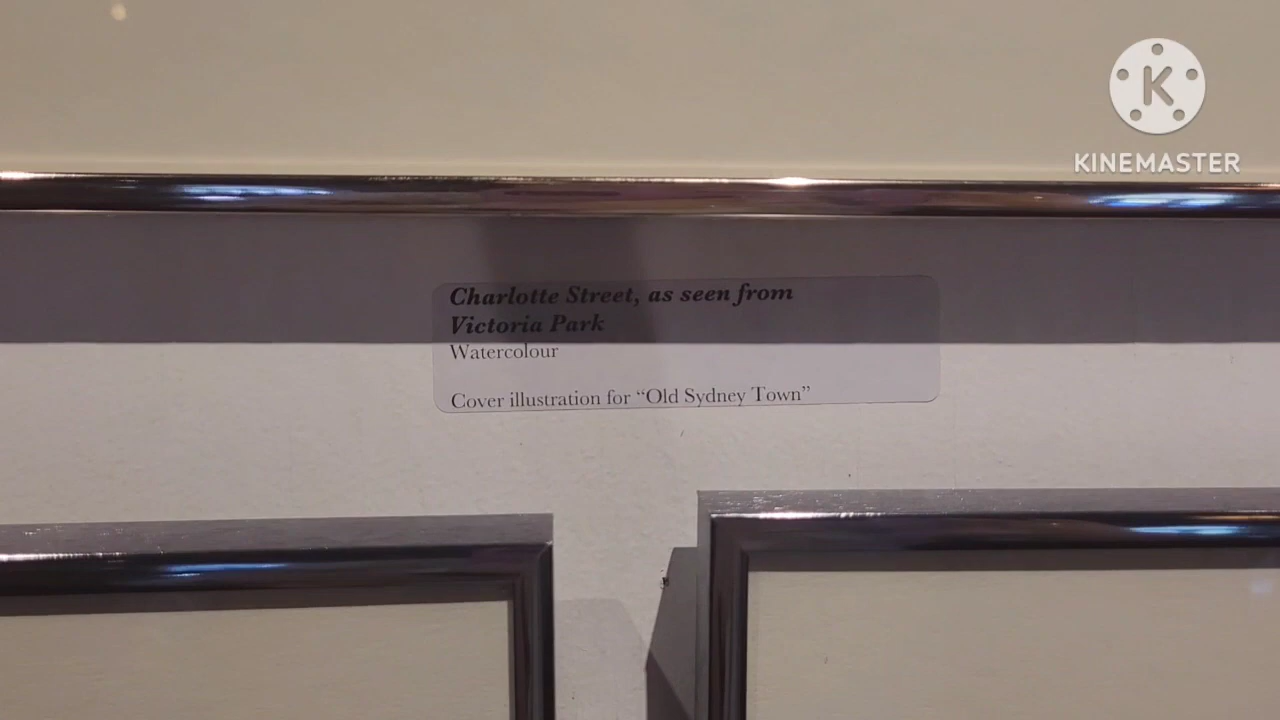 KINEMASTER
Charlotte Street, as seen from
Victoria Park
Watercolour
Cover illustration for “Old Sydney Town”